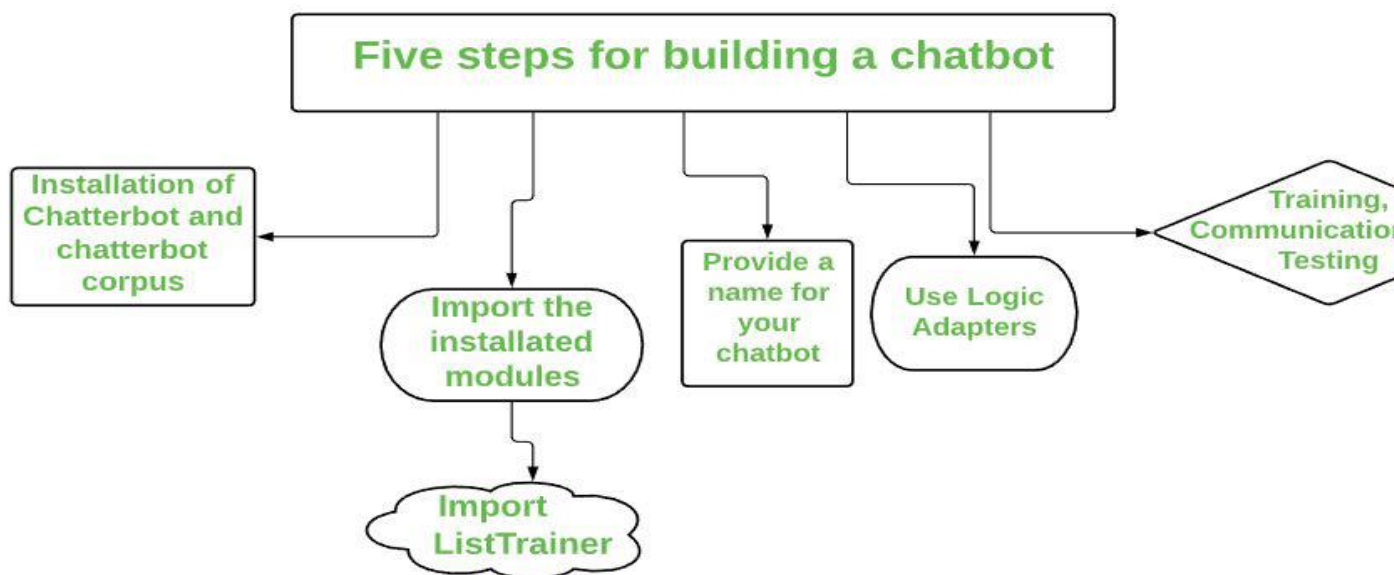 Five steps for building a chatbot
Installation of
Chatterbot and
chatterbot
corpus
Import the
installated
modules
Import
ListTrainer
Provide a
name for
your
chatbot
Use Logic
Adapters
Training,
Communication
Testing